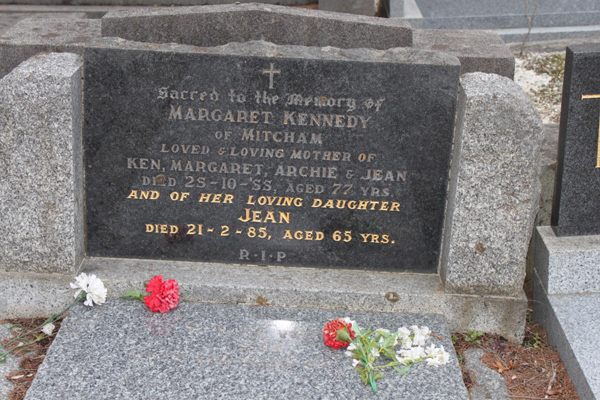 Sacred to the Memory of
MARGARET KENNEDY
OF MITCHAM
LOVED & LOVING MOTHER OF
KEN, MARGARET, ARCHIE & JEAN
DIED 25-10-55, AGED 77 YRS.
AND OF HER LOVING DAUGHTER
JEAN
DIED 21-2-85, AGED 65 YRS.
R.I.P